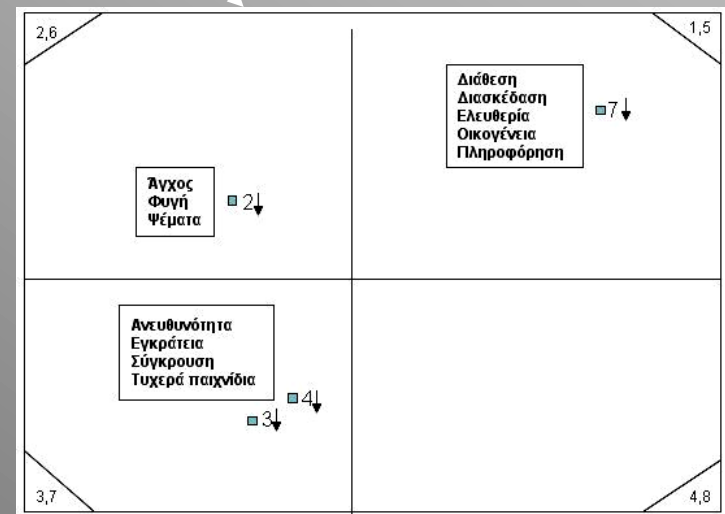 2,6
1,5
Διάθεση
Διασκέδαση
Ελευθερία
Οικογένεια
Πληροφόρηση
7
Άγχος
Φυγή
Ψέματα
2
Ανευθυνότητα
Εγκράτεια
Σύγκρουση
Τυχερά παιχνίδια
4
3
3,7
4,8